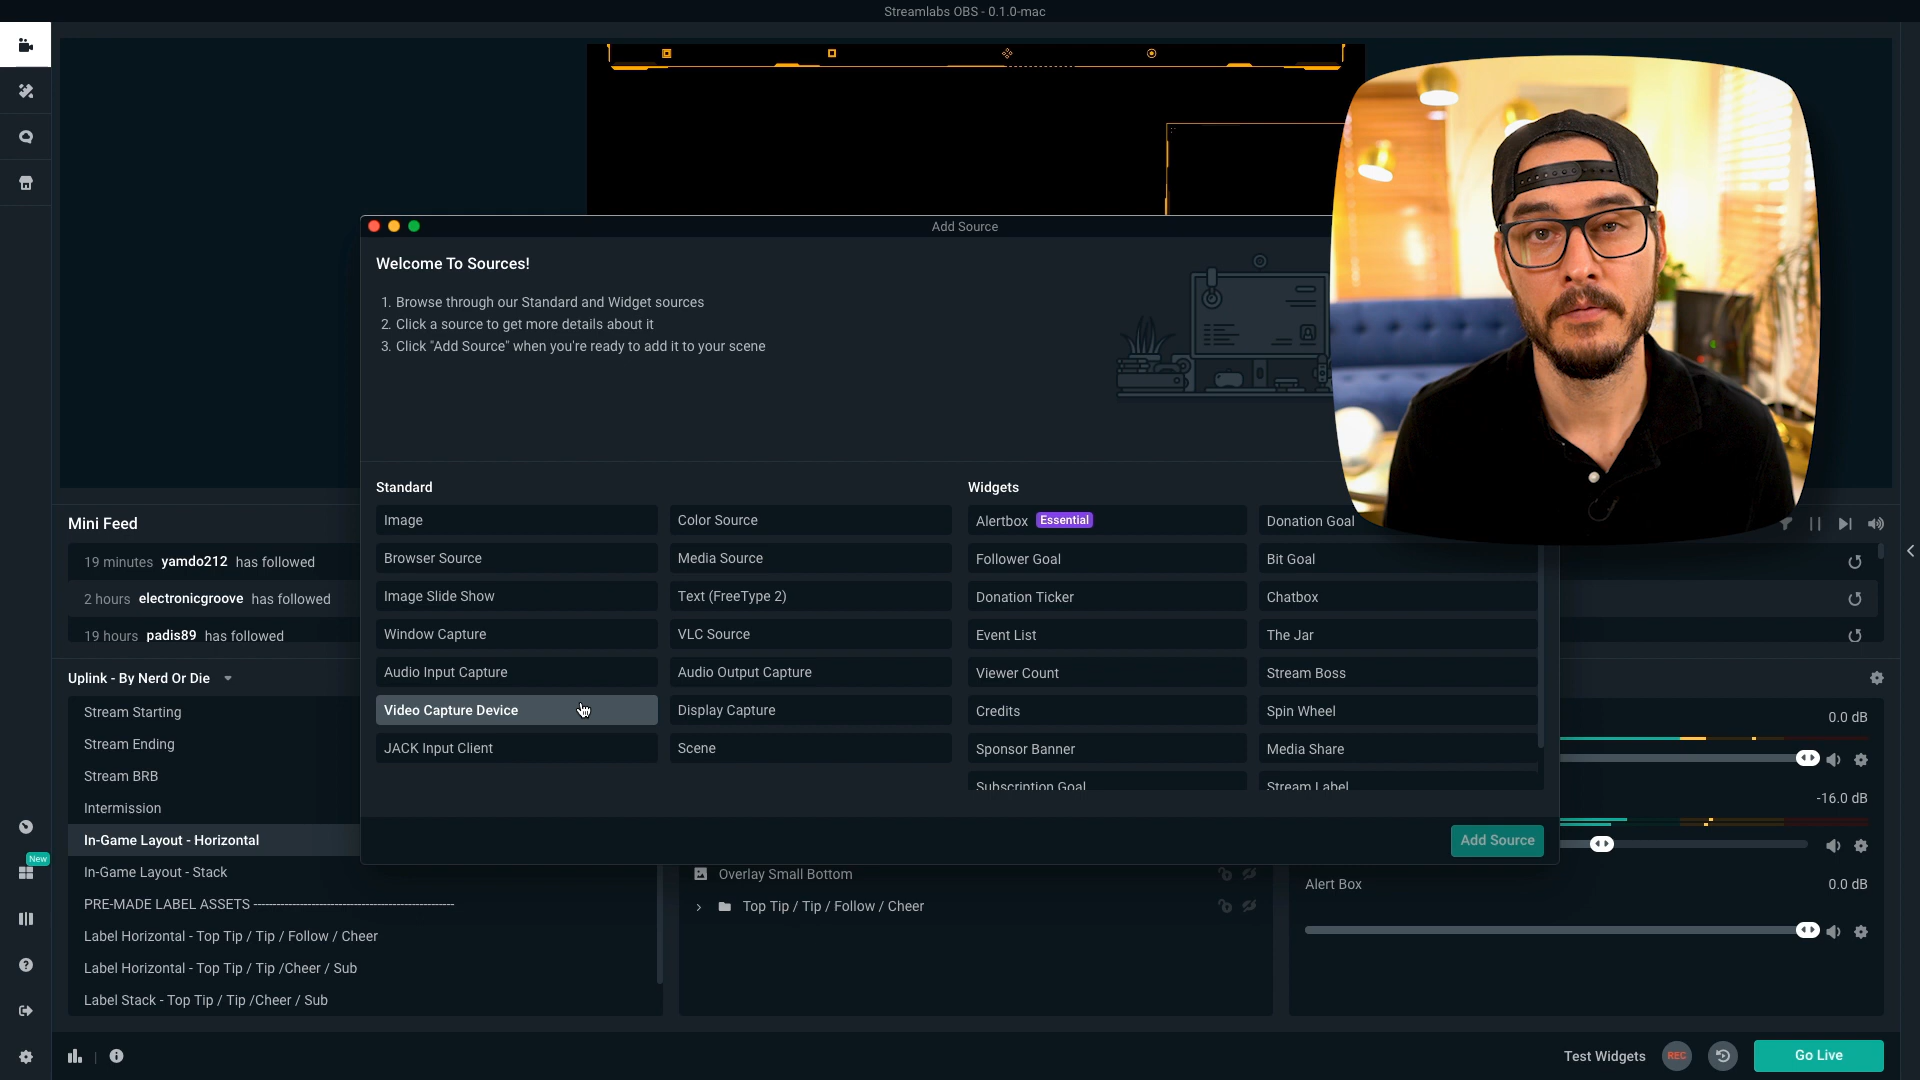 Streamlabs OBS - 0.1.0-mac
Add Source
Welcome To Sources!
1. Browse through our Standard and Widget sources
2. Click a source to get more details about it
3. Click "Add Source" when you're ready to add it to your scene
Standard
Image
Color Source
Browser Source
Media Source
Image Slide Show
Text (FreeType 2)
Window Capture
VLC Source
Audio Input Capture
Audio Output Capture
Video Capture Device
Display Capture
JACK Input Client
Scene
Widgets
Alertbox Essential
Donation Goal
Follower Goal
Bit Goal
Donation Ticker
Chatbox
Event List
The Jar
Viewer Count
Stream Boss
Credits
Spin Wheel
Sponsor Banner
Media Share
Subscription Goal
Stream Label
Add Source
Mini Feed
19 minutes yamdo212 has followed
2 hours electronicgroove has followed
19 hours padis89 has followed
Uplink - By Nerd Or Die
Stream Starting
Stream Ending
Stream BRB
Intermission
In-Game Layout - Horizontal
In-Game Layout - Stack
PRE-MADE LABEL ASSETS --------------------------------------------------
Label Horizontal - Top Tip / Tip / Follow / Cheer
Label Horizontal - Top Tip / Tip /Cheer / Sub
Label Stack - Top Tip / Tip /Cheer / Sub
Overlay Small Bottom
Top Tip / Tip / Follow / Cheer
0.0 dB
-16.0 dB
Alert Box
0.0 dB
New
Test Widgets
REC
Go Live